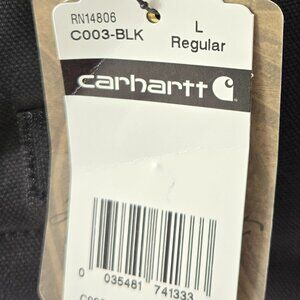 RN14806
C003-BLK L
Regular
carhartt
0 035481 741333